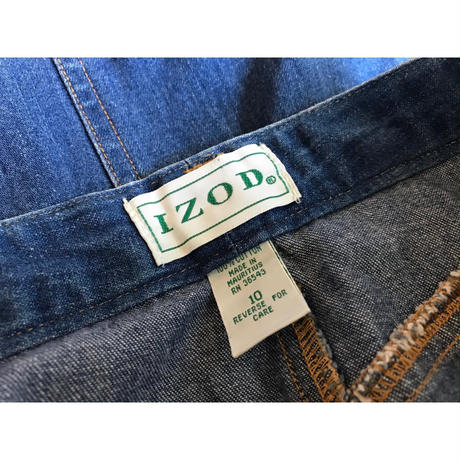 IZOD®
100% COTTON
MADE IN
MAURITIUS
RN 36543
10
REVERSE FOR
CARE